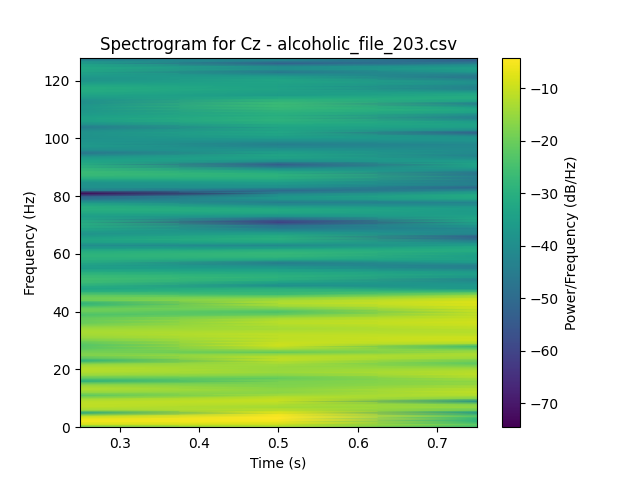 Spectrogram for Cz - alcoholic_file_203.csv
120
100
80
60
40
20
0
Frequency (Hz)
0.3 0.4 0.5 0.6 0.7
Time (s)
−10
−20
−30
−40
−50
−60
−70
Power/Frequency (dB/Hz)